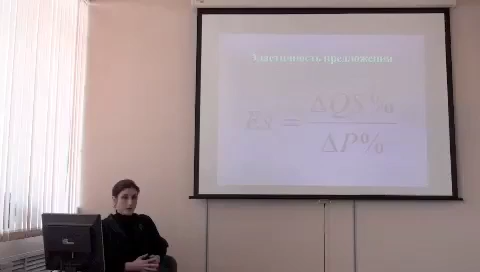 Эластичность предложения
Es = ΔQS% / ΔP%